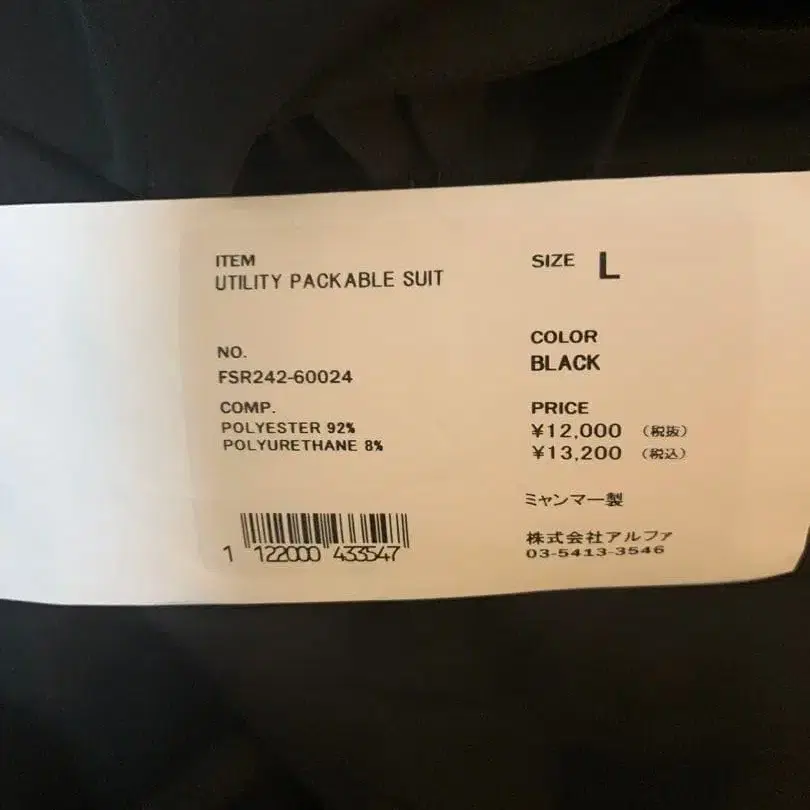 ITEM
UTILITY PACKABLE SUIT
SIZE L
NO.
FSR242-60024
COLOR
BLACK
COMP.
POLYESTER 92%
POLYURETHANE 8%
PRICE
¥12,000 (税抜)
¥13,200 (税込)
ミャンマー製
株式会社アルファ
03-5413-3546
1 122000 433547